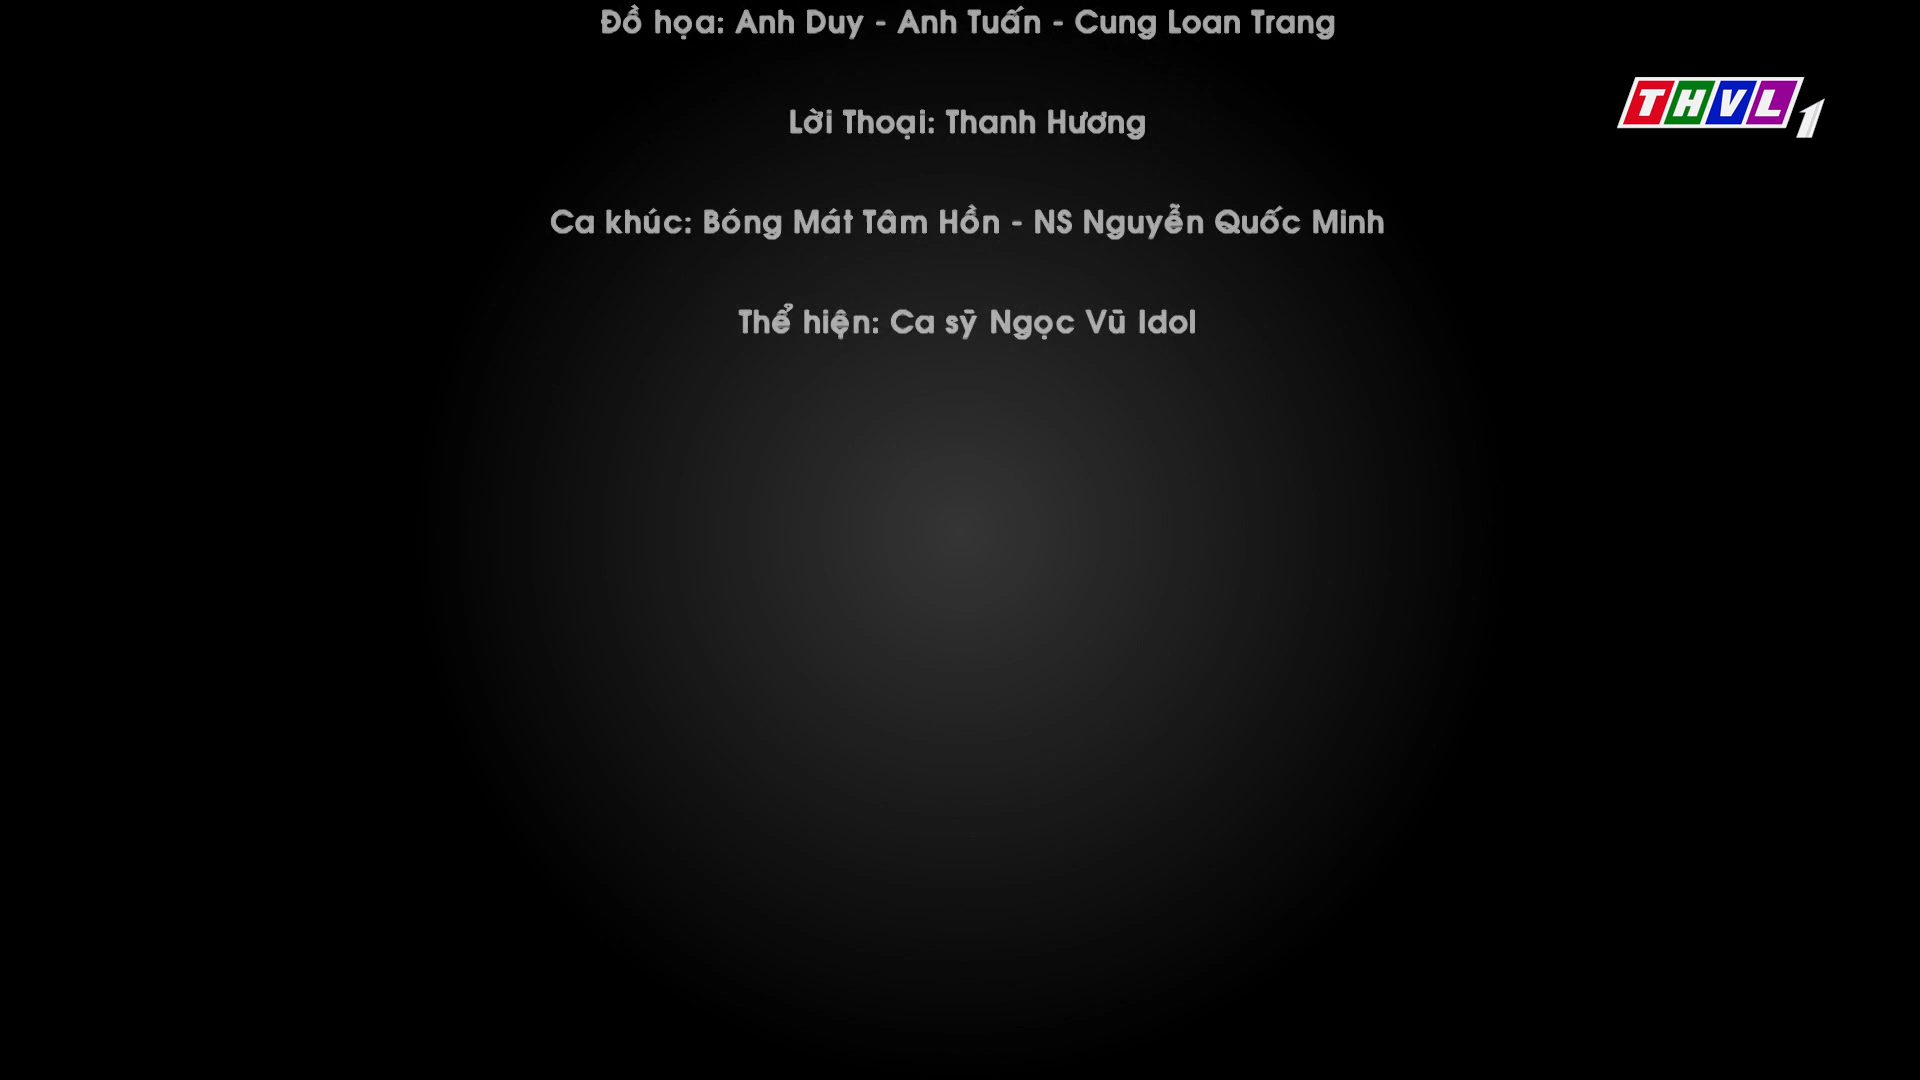 Đồ họa: Anh Duy - Anh Tuấn - Cung Loan Trang
THVL1
Lời Thoại: Thanh Hương
Ca khúc: Bóng Mát Tâm Hồn - NS Nguyễn Quốc Minh
Thể hiện: Ca sỹ Ngọc Vũ Idol